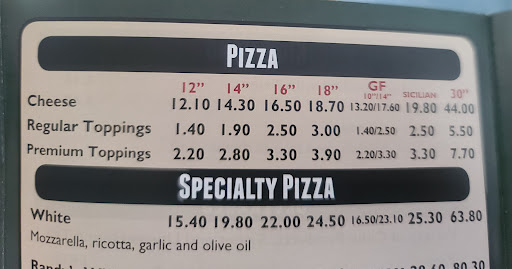 PIZZA
12" 14" 16" 18" GF 10"/14" SICILIAN 30"
Cheese 12.10 14.30 16.50 18.70 13.20/17.60 19.80 44.00
Regular Toppings 1.40 1.90 2.50 3.00 1.40/2.50 2.50 5.50
Premium Toppings 2.20 2.80 3.30 3.90 2.20/3.30 3.30 7.70
SPECIALTY PIZZA
White 15.40 19.80 22.00 24.50 16.50/23.10 25.30 63.80
Mozzarella, ricotta, garlic and olive oil
80.30